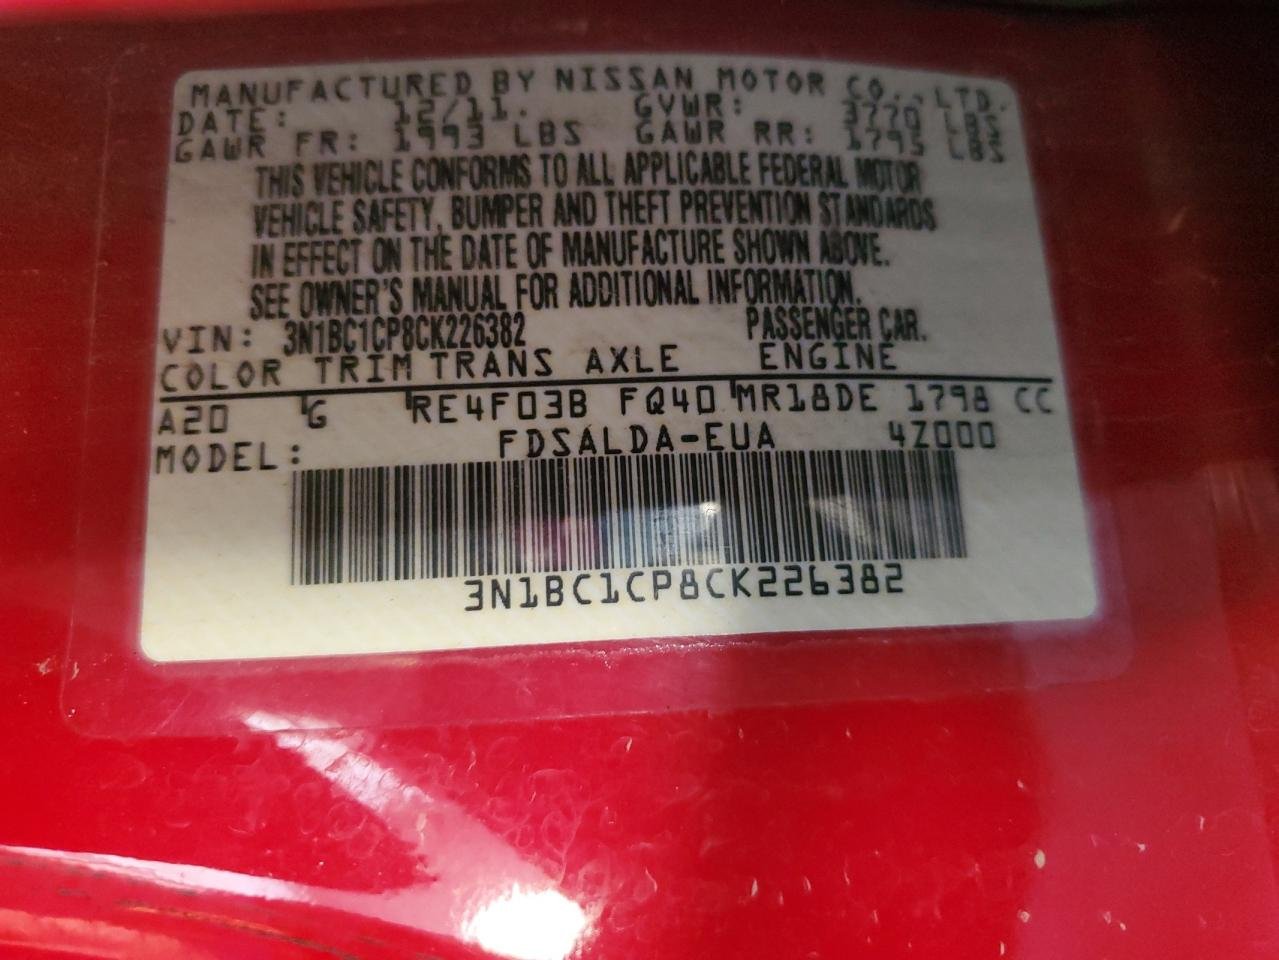 MANUFACTURED BY NISSAN MOTOR CO., LTD.
DATE: 12/11. GVWR: 3770 LBS
GAWR FR: 1993 LBS GAWR RR: 1795 LBS
THIS VEHICLE CONFORMS TO ALL APPLICABLE FEDERAL MOTOR
VEHICLE SAFETY, BUMPER AND THEFT PREVENTION STANDARDS
IN EFFECT ON THE DATE OF MANUFACTURE SHOWN ABOVE.
SEE OWNER'S MANUAL FOR ADDITIONAL INFORMATION.
VIN: 3N1BC1CP8CK226382 PASSENGER CAR.
COLOR TRIM TRANS AXLE ENGINE
A20 G RE4F03B FQ40 MR18DE 1798 CC
MODEL: FDSALDA-EUA 4Z000
3N1BC1CP8CK226382